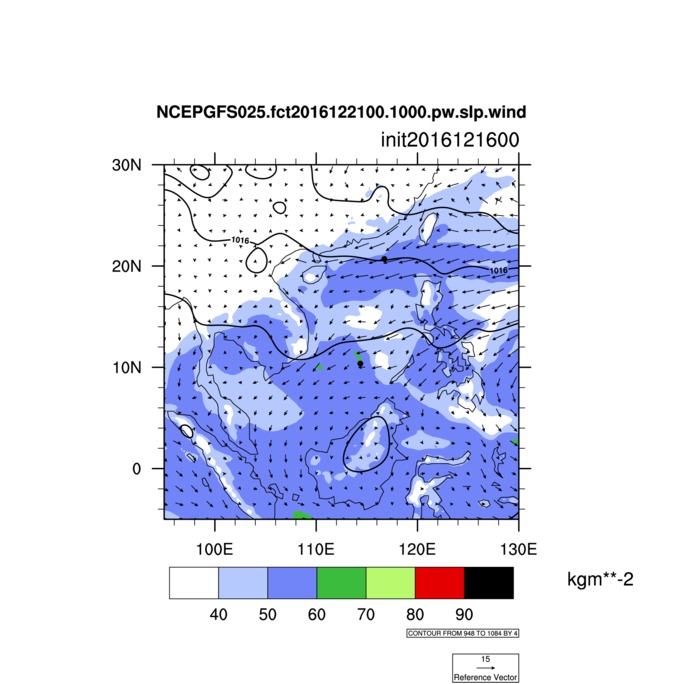 NCEPGFS025.fct2016122100.1000.pw.slp.wind
init2016121600
30N
1016
20N
1016
10N
0
100E 110E 120E 130E
kgm**-2
40 50 60 70 80 90
CONTOUR FROM 948 TO 1084 BY 4
15
Reference Vector